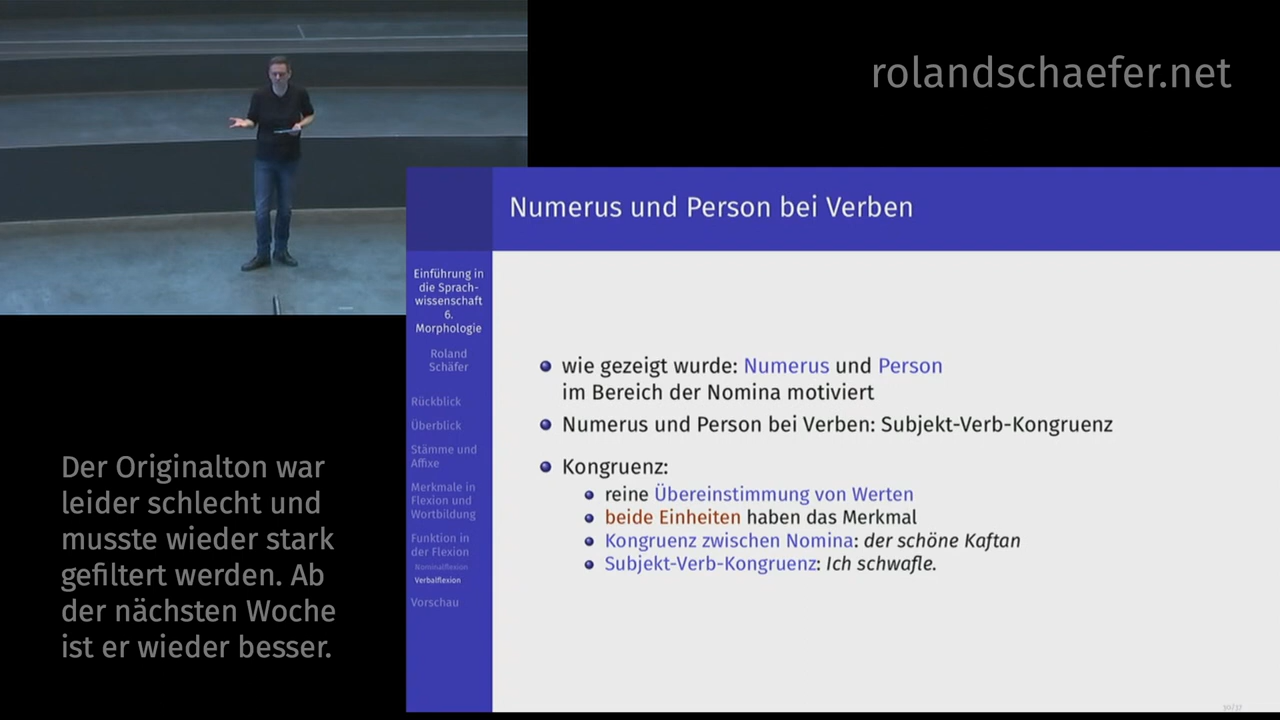 rolandschaefer.net
Numerus und Person bei Verben
Einführung in
die Sprach-
wissenschaft
6.
Morphologie
Roland
Schäfer
Rückblick
Überblick
Stämme und
Affixe
Merkmale in
Flexion und
Wortbildung
Funktion in
der Flexion
Nominalflexion
Verbalflexion
Vorschau
wie gezeigt wurde: Numerus und Person
im Bereich der Nomina motiviert
Numerus und Person bei Verben: Subjekt-Verb-Kongruenz
Kongruenz:
reine Übereinstimmung von Werten
beide Einheiten haben das Merkmal
Kongruenz zwischen Nomina: der schöne Kaftan
Subjekt-Verb-Kongruenz: Ich schwafle.
Der Originalton war
leider schlecht und
musste wieder stark
gefiltert werden. Ab
der nächsten Woche
ist er wieder besser.